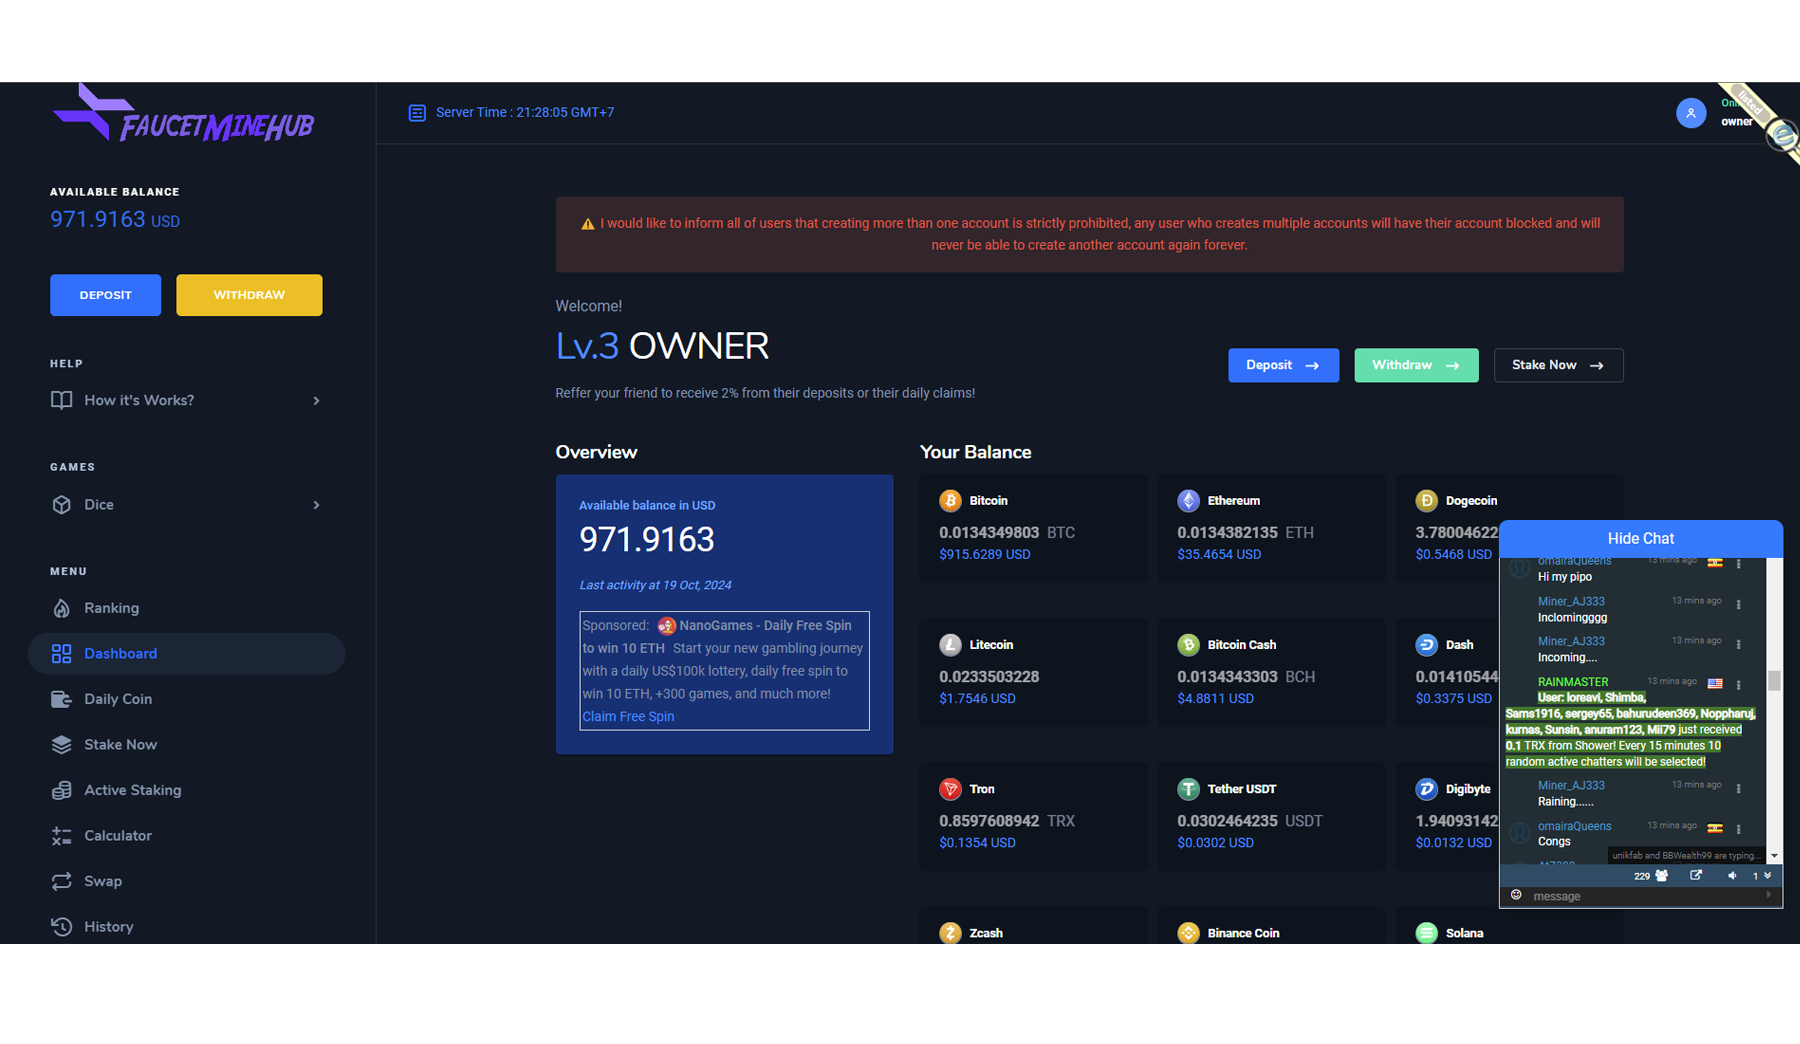 FAUCETMINEHUB
Server Time : 21:28:05 GMT+7
listed
owner
AVAILABLE BALANCE
971.9163 USD
DEPOSİT
WITHDRAW
HELP
How it's Works?
GAMES
Dice
MENU
Ranking
Dashboard
Daily Coin
Stake Now
Active Staking
Calculator
Swap
History
I would like to inform all of users that creating more than one account is strictly prohibited, any user who creates multiple accounts will have their account blocked and will
never be able to create another account again forever.
Welcome!
Lv.3 OWNER
Reffer your friend to receive 2% from their deposits or their daily claims!
Deposit
Withdraw
Stake Now
Overview
Available balance in USD
971.9163
Last activity at 19 Oct, 2024
Sponsored: NanoGames - Daily Free Spin
to win 10 ETH Start your new gambling journey
with a daily US$100k lottery, daily free spin to
win 10 ETH, +300 games, and much more!
Claim Free Spin
Your Balance
Bitcoin
0.0134349803 BTC
$915.6289 USD
Ethereum
0.0134382135 ETH
$35.4654 USD
Dogecoin
3.78004622
$0.5468 USD
Litecoin
0.0233503228
$1.7546 USD
Bitcoin Cash
0.0134343303 BCH
$4.8811 USD
Dash
0.01410544
$0.3375 USD
Tron
0.8597608942 TRX
$0.1354 USD
Tether USDT
0.0302464235 USDT
$0.0302 USD
Digibyte
1.94093142
$0.0132 USD
Zcash
Binance Coin
Solana
Hide Chat
omairaQueens 13 mins ago
Hi my pipo
Miner_AJ333 13 mins ago
Inclomingggg
Miner_AJ333 13 mins ago
Incoming....
RAINMASTER 13 mins ago
User: loreavi, Shimba,
Sams1916, sergey65, bahurudeen369, Noppharuj,
kurnas, Sunsin, anuram123, Mii79 just received
0.1 TRX from Shower! Every 15 minutes 10
random active chatters will be selected!
Miner_AJ333 13 mins ago
Raining......
omairaQueens 13 mins ago
Congs
unikfab and BBWealth99 are typing...
229
1
message